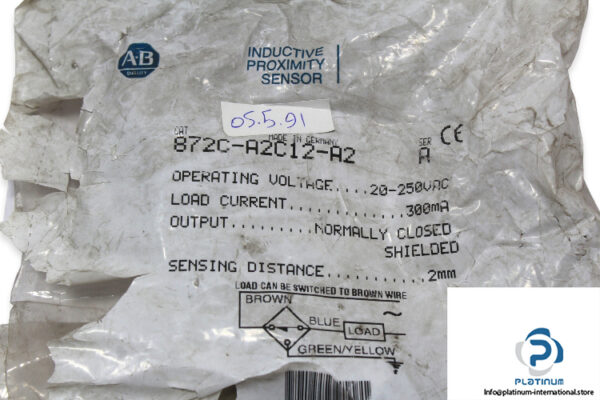 A-B
QUALITY
INDUCTIVE
PROXIMITY
SENSOR
05.5.91
CAT
MADE IN GERMANY
SER
CE
872C-A2C12-A2
A
OPERATING VOLTAGE....20-250VAC
LOAD CURRENT.............300mA
OUTPUT.........NORMALLY CLOSED
SHIELDED
SENSING DISTANCE...........2mm
LOAD CAN BE SWITCHED TO BROWN WIRE
BROWN
BLUE
LOAD
GREEN/YELLOW
PLATINUM
info@platinum-international.store